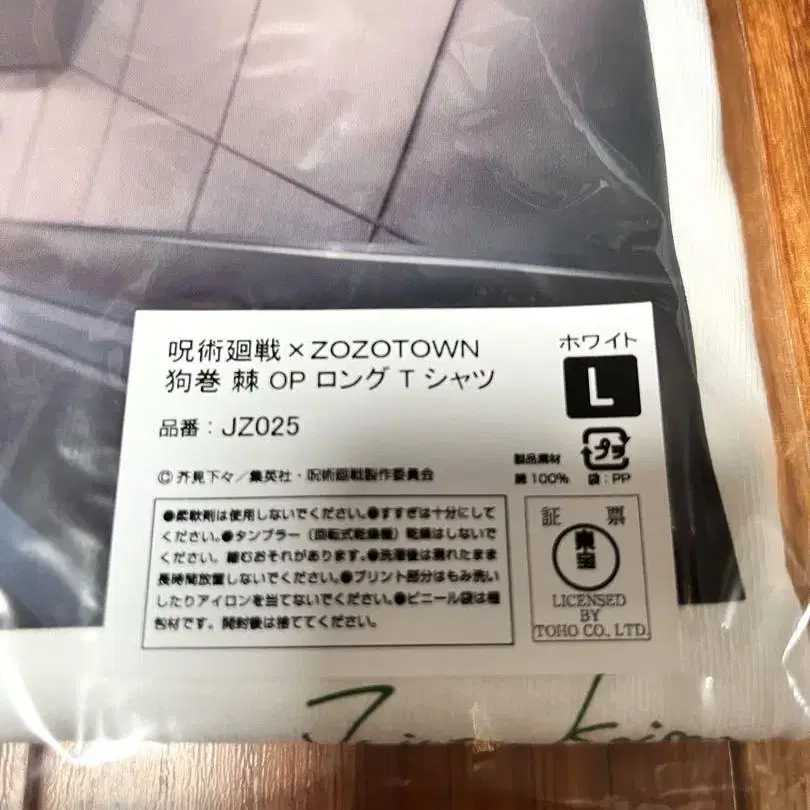 呪術廻戦×ZOZOTOWN
狗巻 棘 OP ロング T シャツ
ホワイト
L
品番：JZ025
プラ
製品素材
綿100% 袋：PP
© 芥見下々／集英社・呪術廻戦製作委員会
●柔軟剤は使用しないでください。●すすぎは十分にして
ください。●タンブラー（回転式乾燥機）乾燥はしないで
ください。縮むおそれがあります。●洗濯後は濡れたまま
長時間放置しないでください。●プリント部分はもみ洗い
したりアイロンを当てないでください。●ビニール袋は梱
包材です。開封後は捨ててください。
証 票
東宝
LICENSED
BY
TOHO CO., LTD.